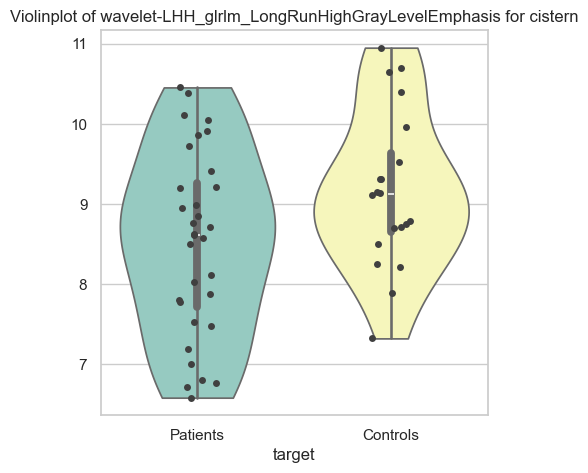 Violinplot of wavelet-LHH_glrlm_LongRunHighGrayLevelEmphasis for cistern
11
10
9
8
7
Patients
Controls
target